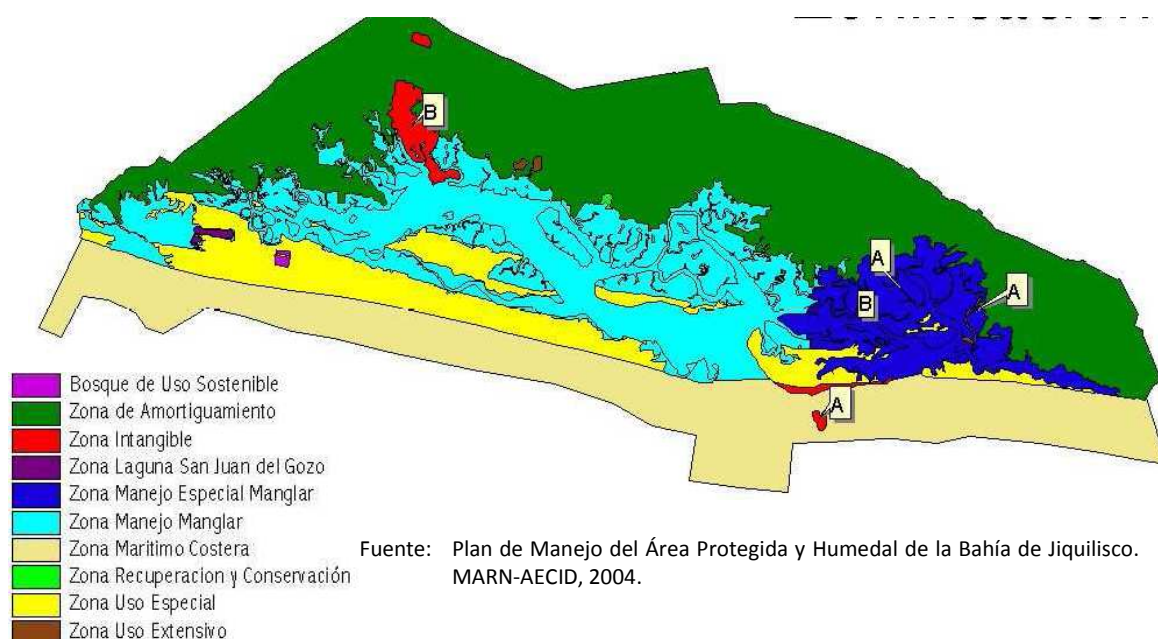 B
A
A
B
A
Bosque de Uso Sostenible
Zona de Amortiguamiento
Zona Intangible
Zona Laguna San Juan del Gozo
Zona Manejo Especial Manglar
Zona Manejo Manglar
Zona Maritimo Costera
Zona Recuperacion y Conservación
Zona Uso Especial
Zona Uso Extensivo
Fuente: Plan de Manejo del Área Protegida y Humedal de la Bahía de Jiquilisco.
MARN-AECID, 2004.